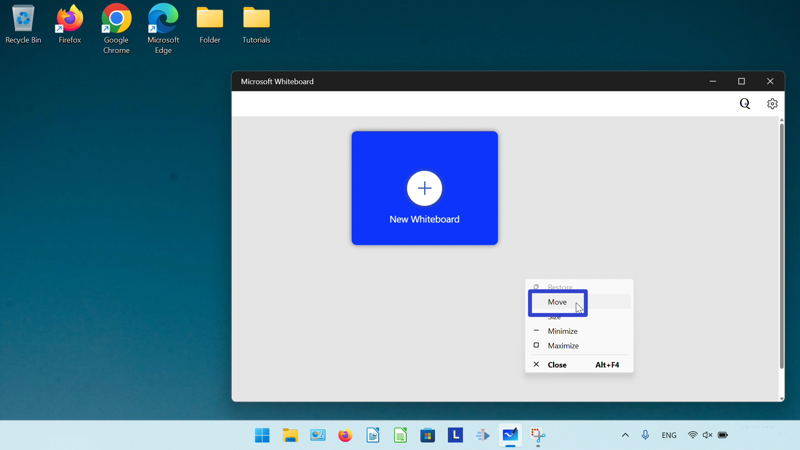 Recycle Bin
Firefox
Google
Chrome
Microsoft
Edge
Folder
Tutorials
Microsoft Whiteboard
New Whiteboard
Restore
Move
Size
Minimize
Maximize
Close Alt+F4
ENG